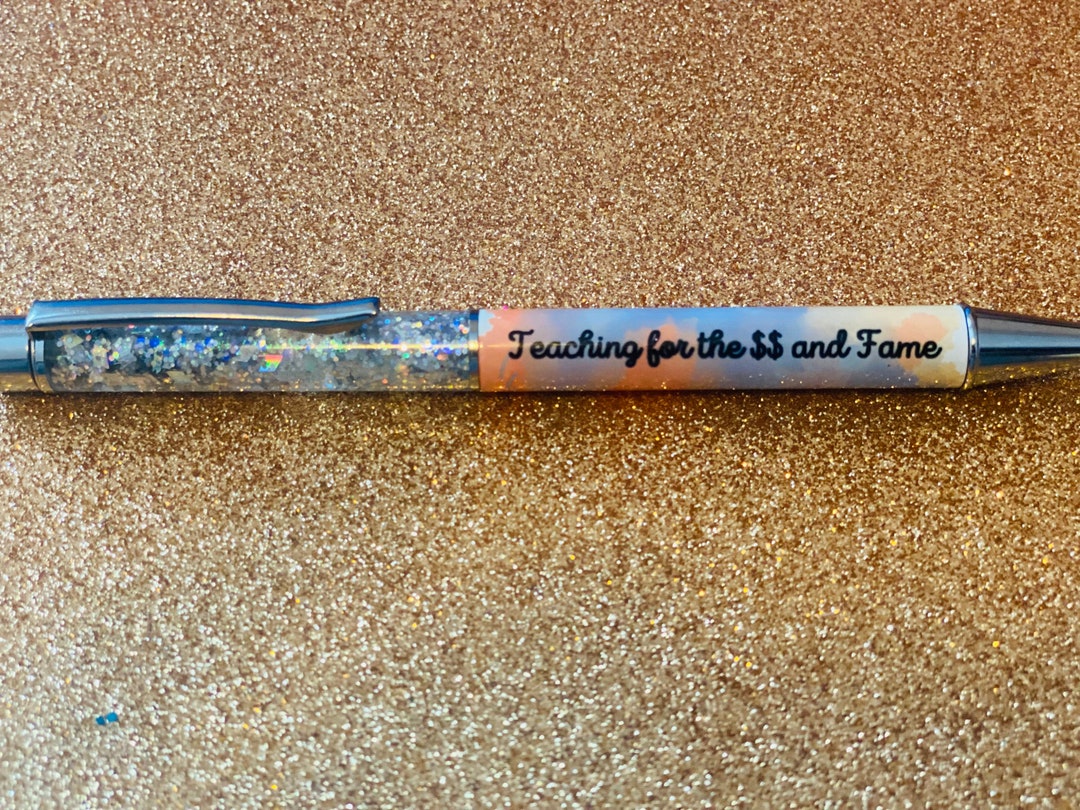 Teaching for the $$ and Fame